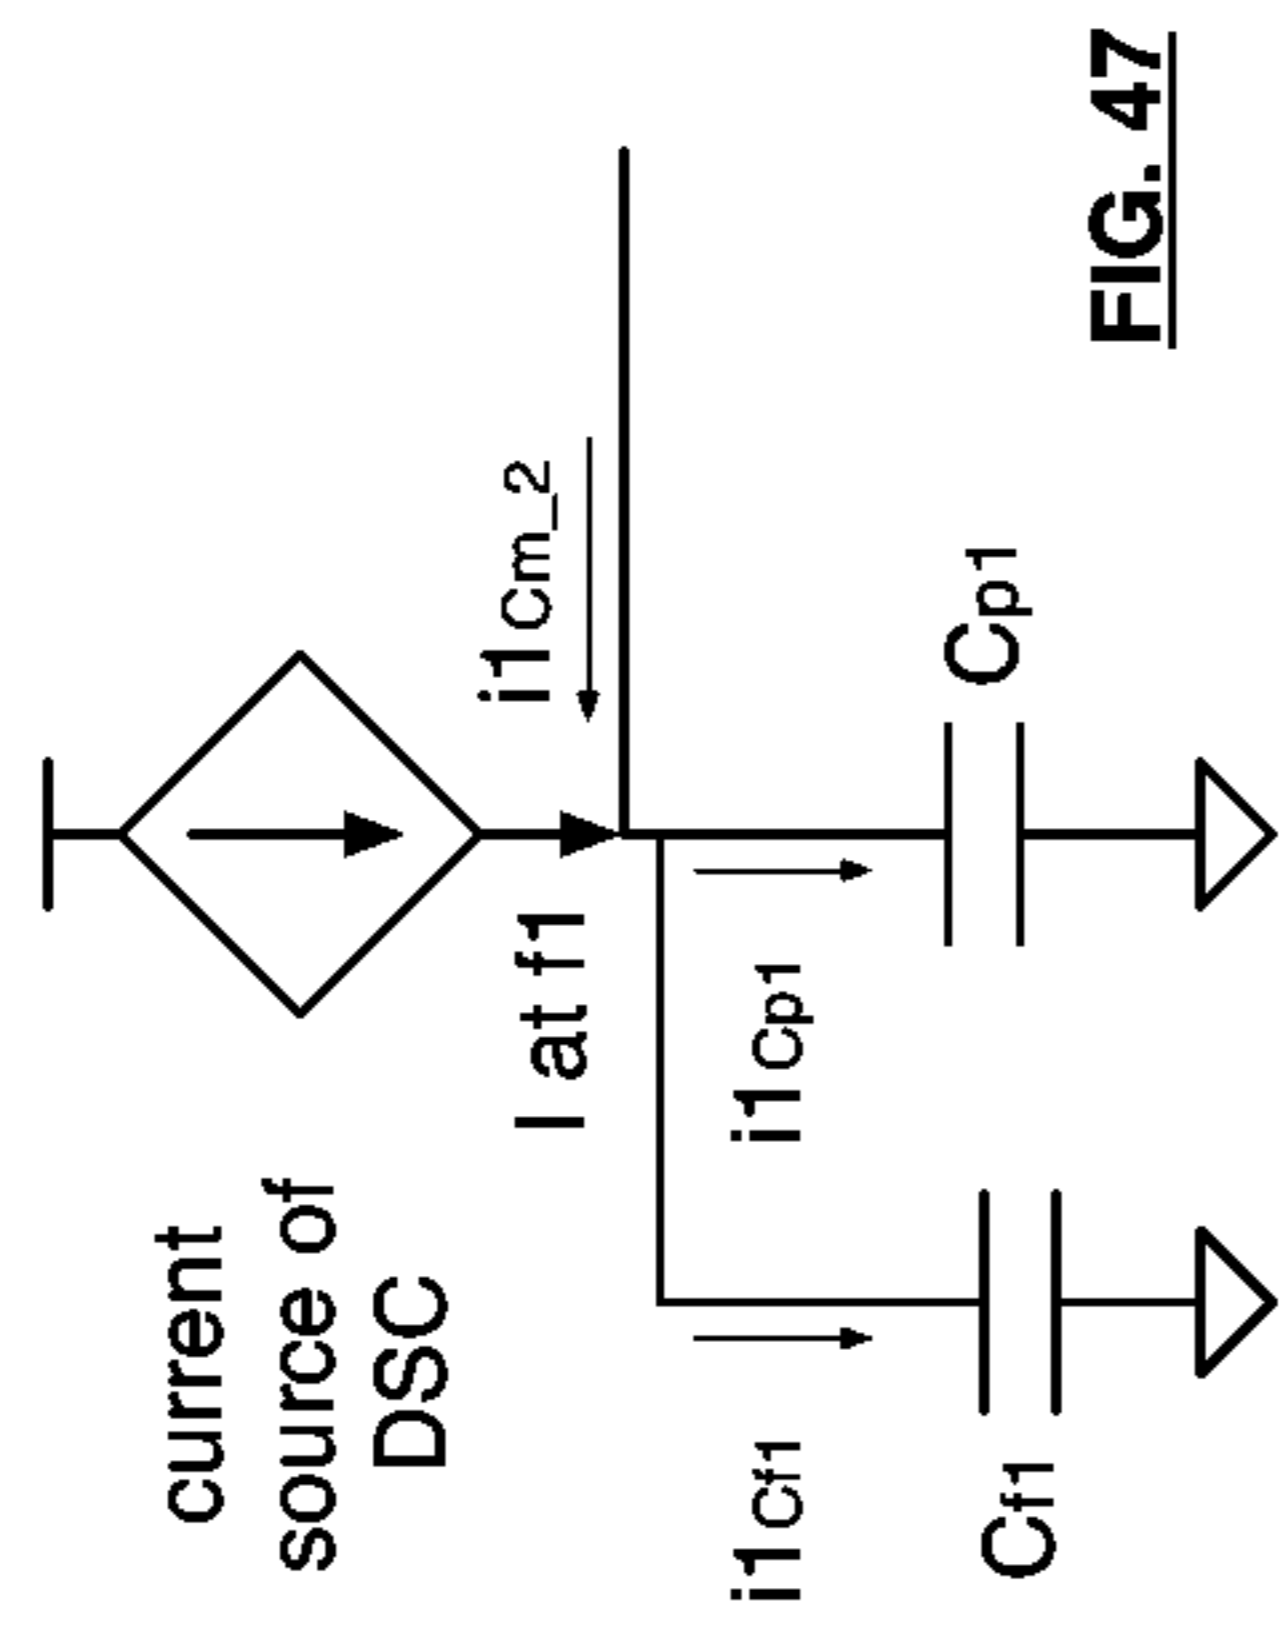 current
source of
DSC
I at f1
i1Cm_2
i1Cf1
i1Cp1
Cf1
Cp1
FIG. 47